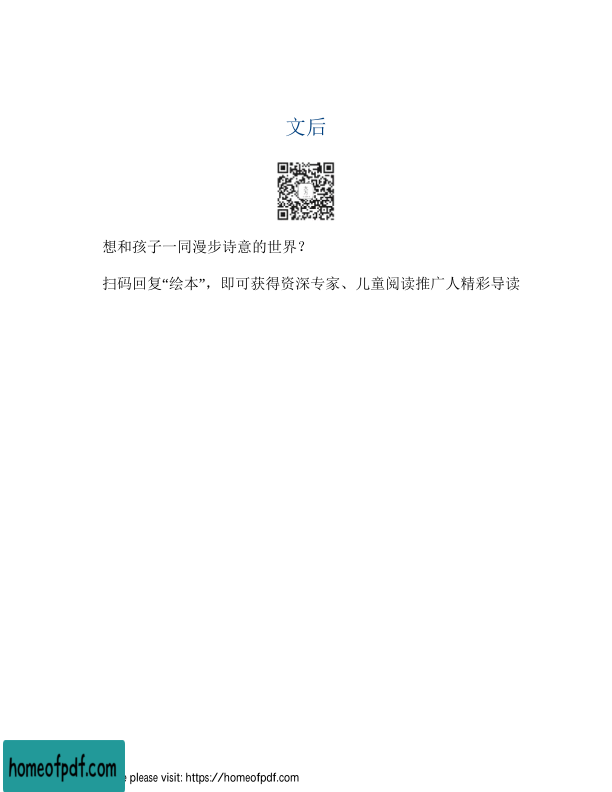 文后
想和孩子一同漫步诗意的世界？
扫码回复“绘本”，即可获得资深专家、儿童阅读推广人精彩导读
homeofpdf.com
please visit: https://homeofpdf.com